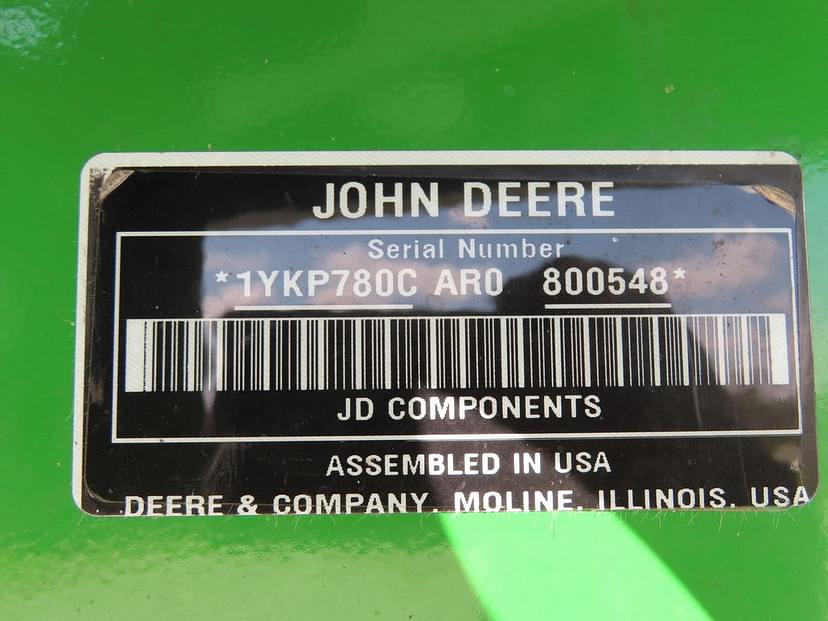 JOHN DEERE
Serial Number
*1YKP780C AR0 800548*
JD COMPONENTS
ASSEMBLED IN USA
DEERE & COMPANY. MOLINE. ILLINOIS. USA